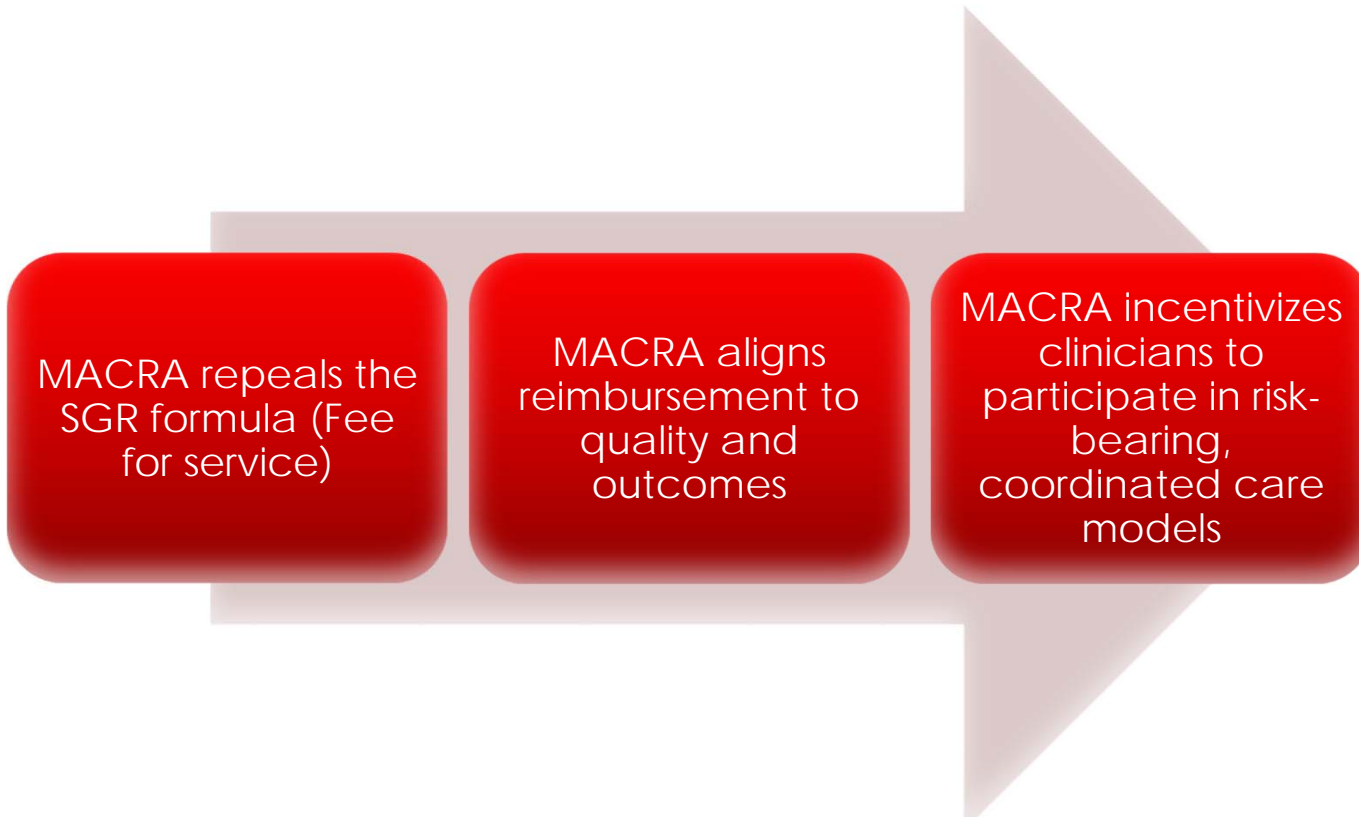 MACRA repeals the
SGR formula (Fee
for service)
MACRA aligns
reimbursement to
quality and
outcomes
MACRA incentivizes
clinicians to
participate in risk-
bearing,
coordinated care
models